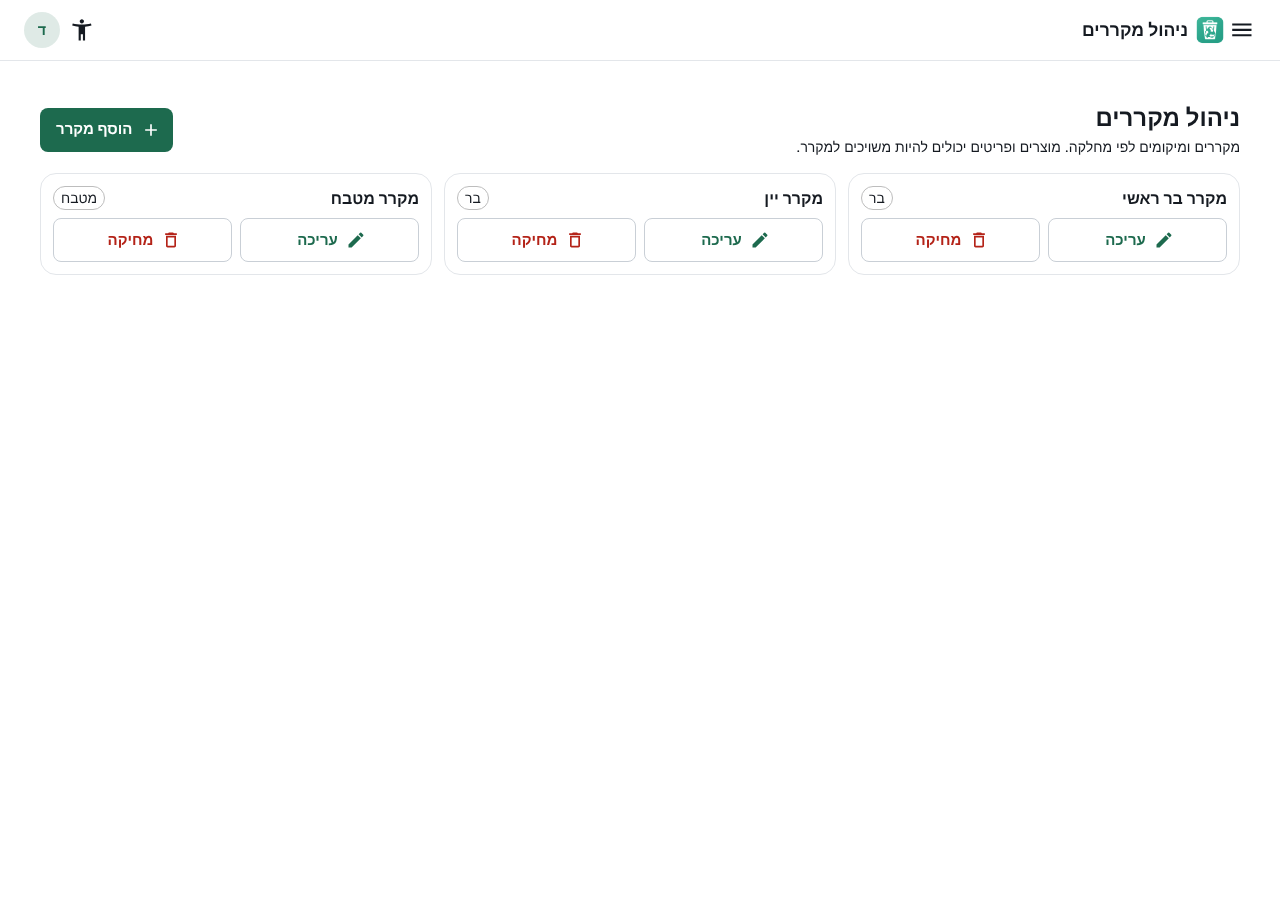 ניהול מקררים
ד
ניהול מקררים
מקררים ומיקומים לפי מחלקה. מוצרים ופריטים יכולים להיות משויכים למקרר.
הוסף מקרר
מקרר בר ראשי
בר
עריכה
מחיקה
מקרר יין
בר
עריכה
מחיקה
מקרר מטבח
מטבח
עריכה
מחיקה